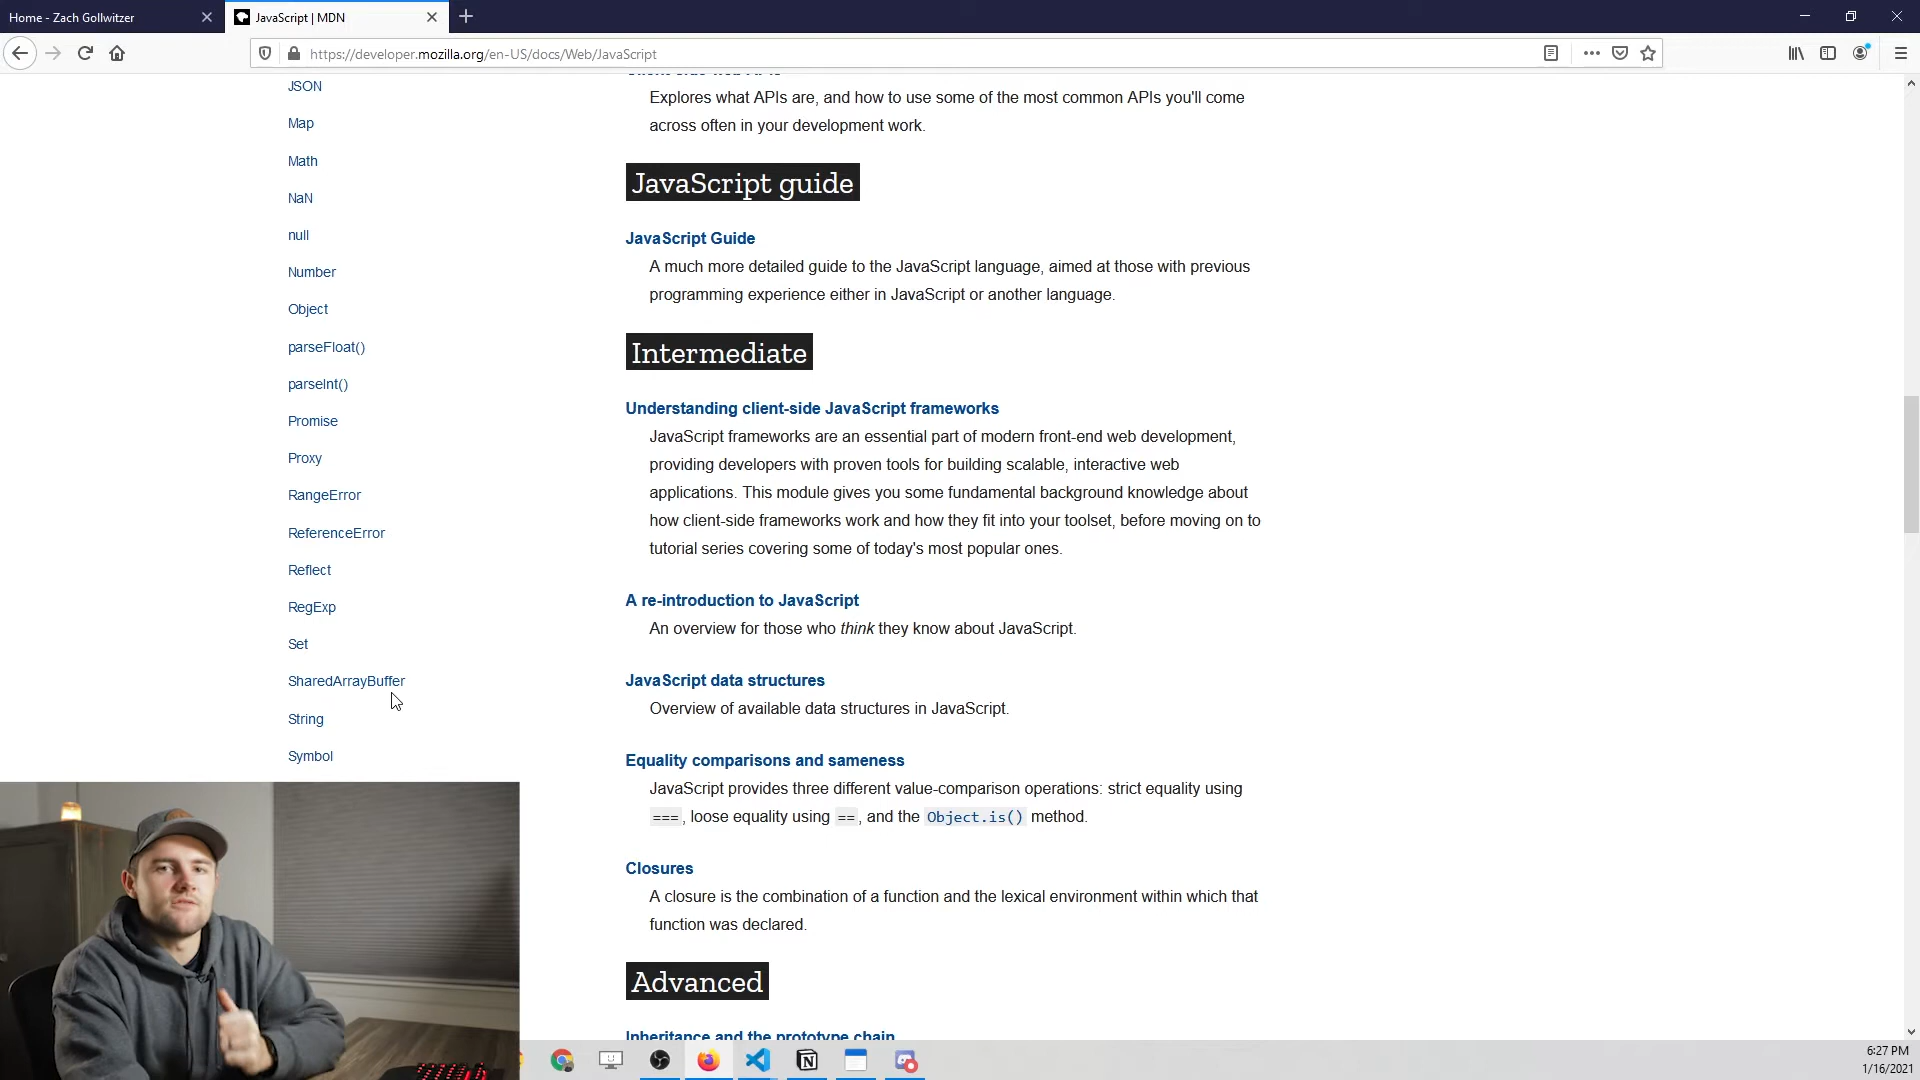 Home - Zach Gollwitzer
JavaScript | MDN
https://developer.mozilla.org/en-US/docs/Web/JavaScript
JSON
Map
Math
NaN
null
Number
Object
parseFloat()
parseInt()
Promise
Proxy
RangeError
ReferenceError
Reflect
RegExp
Set
SharedArrayBuffer
String
Symbol
Explores what APIs are, and how to use some of the most common APIs you'll come
across often in your development work.
JavaScript guide
JavaScript Guide
A much more detailed guide to the JavaScript language, aimed at those with previous
programming experience either in JavaScript or another language.
Intermediate
Understanding client-side JavaScript frameworks
JavaScript frameworks are an essential part of modern front-end web development,
providing developers with proven tools for building scalable, interactive web
applications. This module gives you some fundamental background knowledge about
how client-side frameworks work and how they fit into your toolset, before moving on to
tutorial series covering some of today's most popular ones.
A re-introduction to JavaScript
An overview for those who think they know about JavaScript.
JavaScript data structures
Overview of available data structures in JavaScript.
Equality comparisons and sameness
JavaScript provides three different value-comparison operations: strict equality using
===, loose equality using ==, and the Object.is() method.
Closures
A closure is the combination of a function and the lexical environment within which that
function was declared.
Advanced
Inheritance and the prototype chain
6:27 PM
1/16/2021